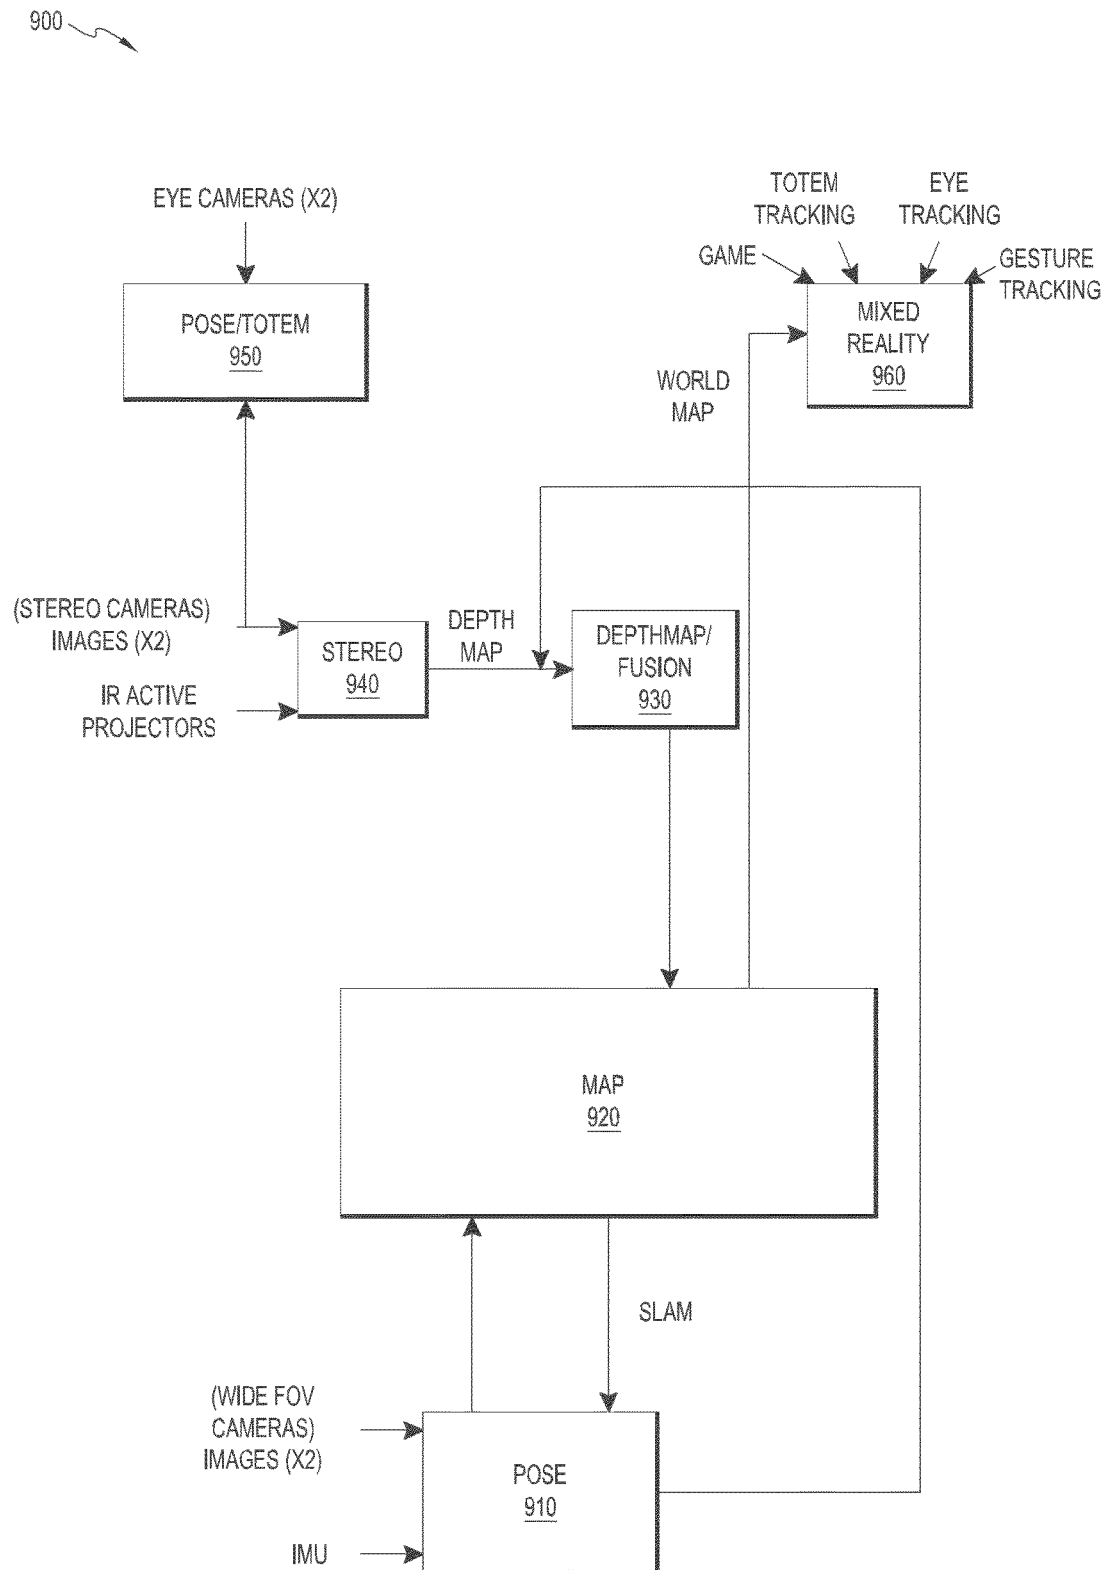 900
EYE CAMERAS (X2)
POSE/TOTEM
950
TOTEM
TRACKING
EYE
TRACKING
GAME
GESTURE
TRACKING
MIXED
REALITY
960
WORLD
MAP
(STEREO CAMERAS)
IMAGES (X2)
IR ACTIVE
PROJECTORS
STEREO
940
DEPTH
MAP
DEPTHMAP/
FUSION
930
MAP
920
SLAM
(WIDE FOV
CAMERAS)
IMAGES (X2)
POSE
910
IMU